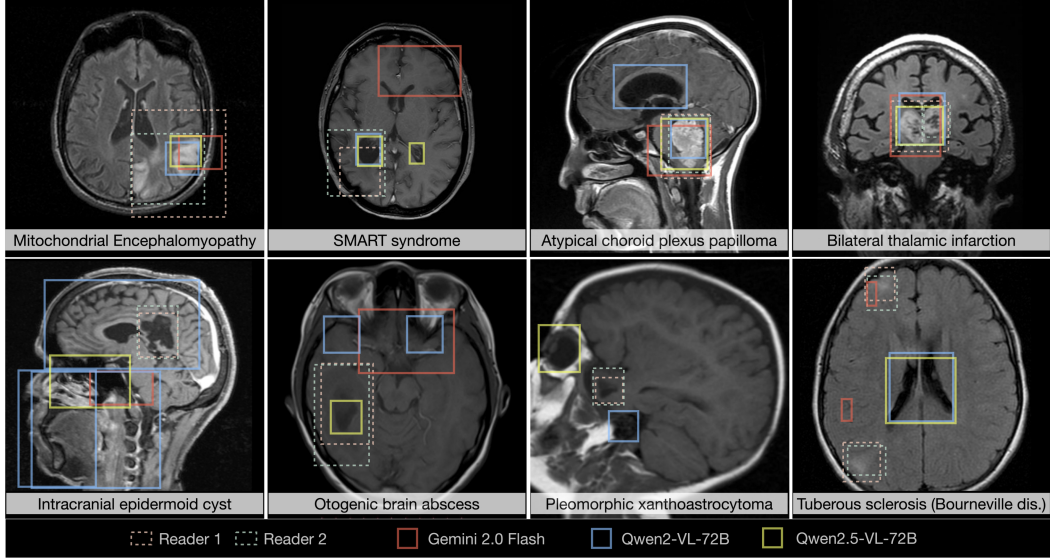 Mitochondrial Encephalomyopathy
SMART syndrome
Atypical choroid plexus papilloma
Bilateral thalamic infarction
Intracranial epidermoid cyst
Otogenic brain abscess
Pleomorphic xanthoastrocytoma
Tuberous sclerosis (Bourneville dis.)
Reader 1 Reader 2 Gemini 2.0 Flash Qwen2-VL-72B Qwen2.5-VL-72B